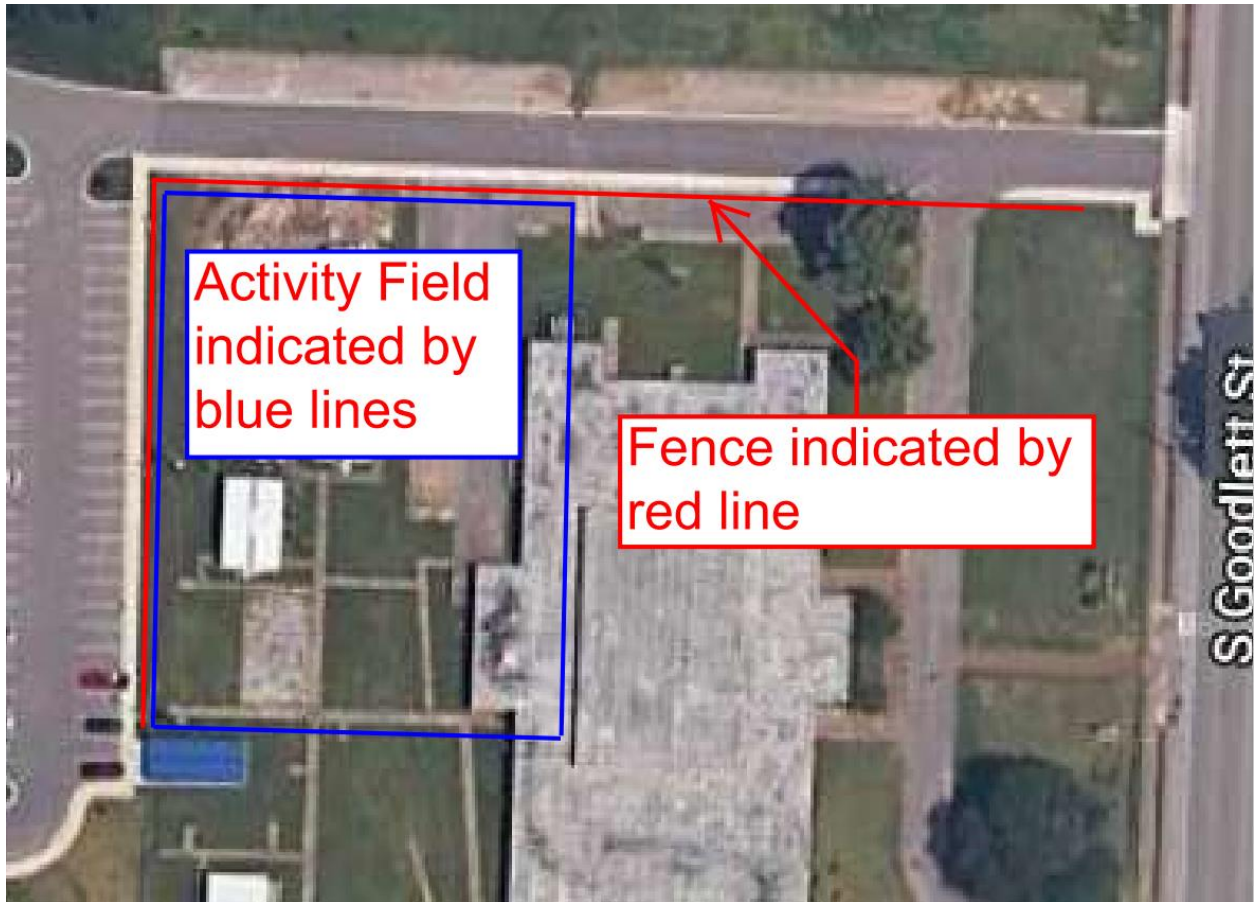 Activity Field
indicated by
blue lines
Fence indicated by
red line
S Goodlett St